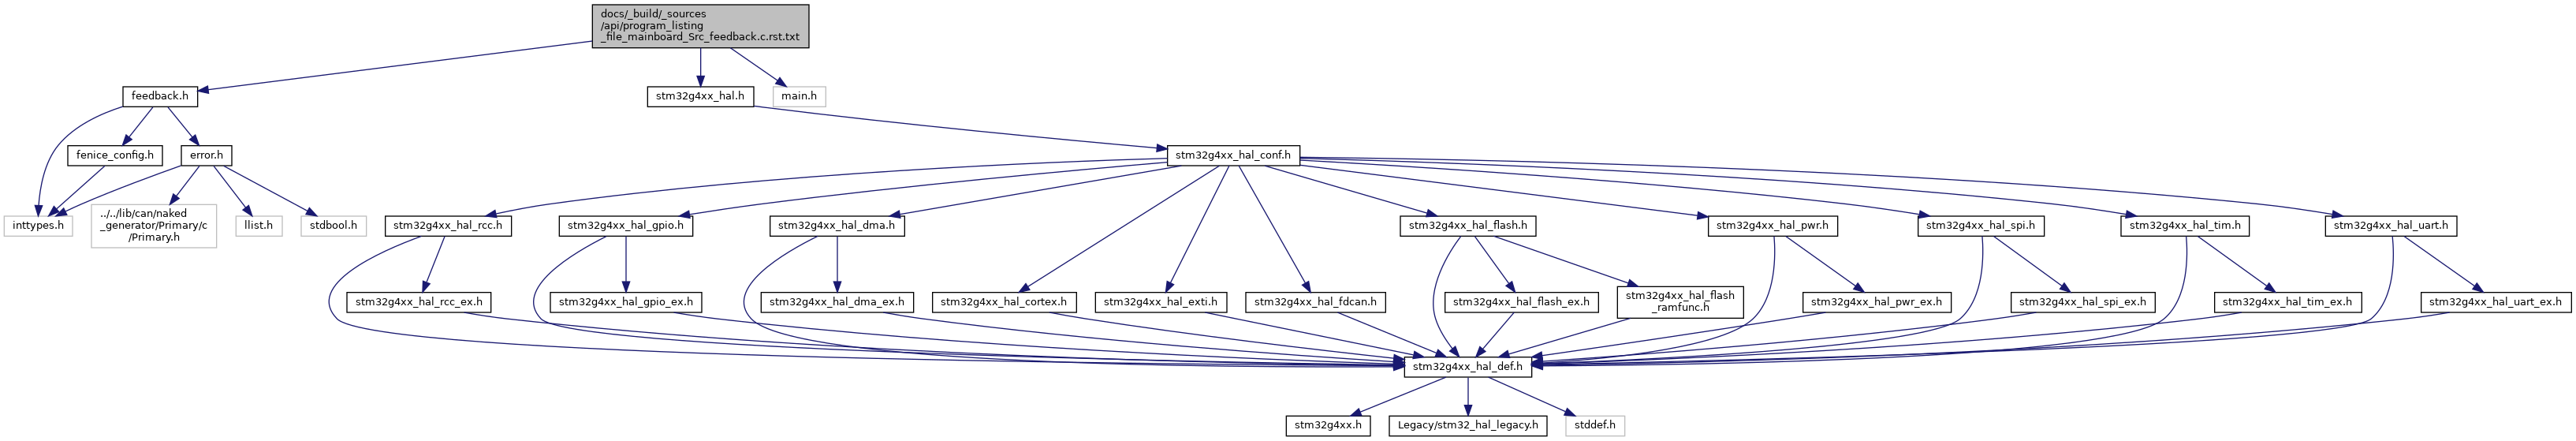 docs/_build/_sources
/api/program_listing
_file_mainboard_Src_feedback.c.rst.txt
feedback.h
stm32g4xx_hal.h
main.h
fenice_config.h
error.h
stm32g4xx_hal_conf.h
inttypes.h
../../lib/can/naked
_generator/Primary/c
/Primary.h
llist.h
stdbool.h
stm32g4xx_hal_rcc.h
stm32g4xx_hal_gpio.h
stm32g4xx_hal_dma.h
stm32g4xx_hal_flash.h
stm32g4xx_hal_pwr.h
stm32g4xx_hal_spi.h
stm32g4xx_hal_tim.h
stm32g4xx_hal_uart.h
stm32g4xx_hal_rcc_ex.h
stm32g4xx_hal_gpio_ex.h
stm32g4xx_hal_dma_ex.h
stm32g4xx_hal_cortex.h
stm32g4xx_hal_exti.h
stm32g4xx_hal_fdcan.h
stm32g4xx_hal_flash_ex.h
stm32g4xx_hal_flash
_ramfunc.h
stm32g4xx_hal_pwr_ex.h
stm32g4xx_hal_spi_ex.h
stm32g4xx_hal_tim_ex.h
stm32g4xx_hal_uart_ex.h
stm32g4xx_hal_def.h
stm32g4xx.h
Legacy/stm32_hal_legacy.h
stddef.h